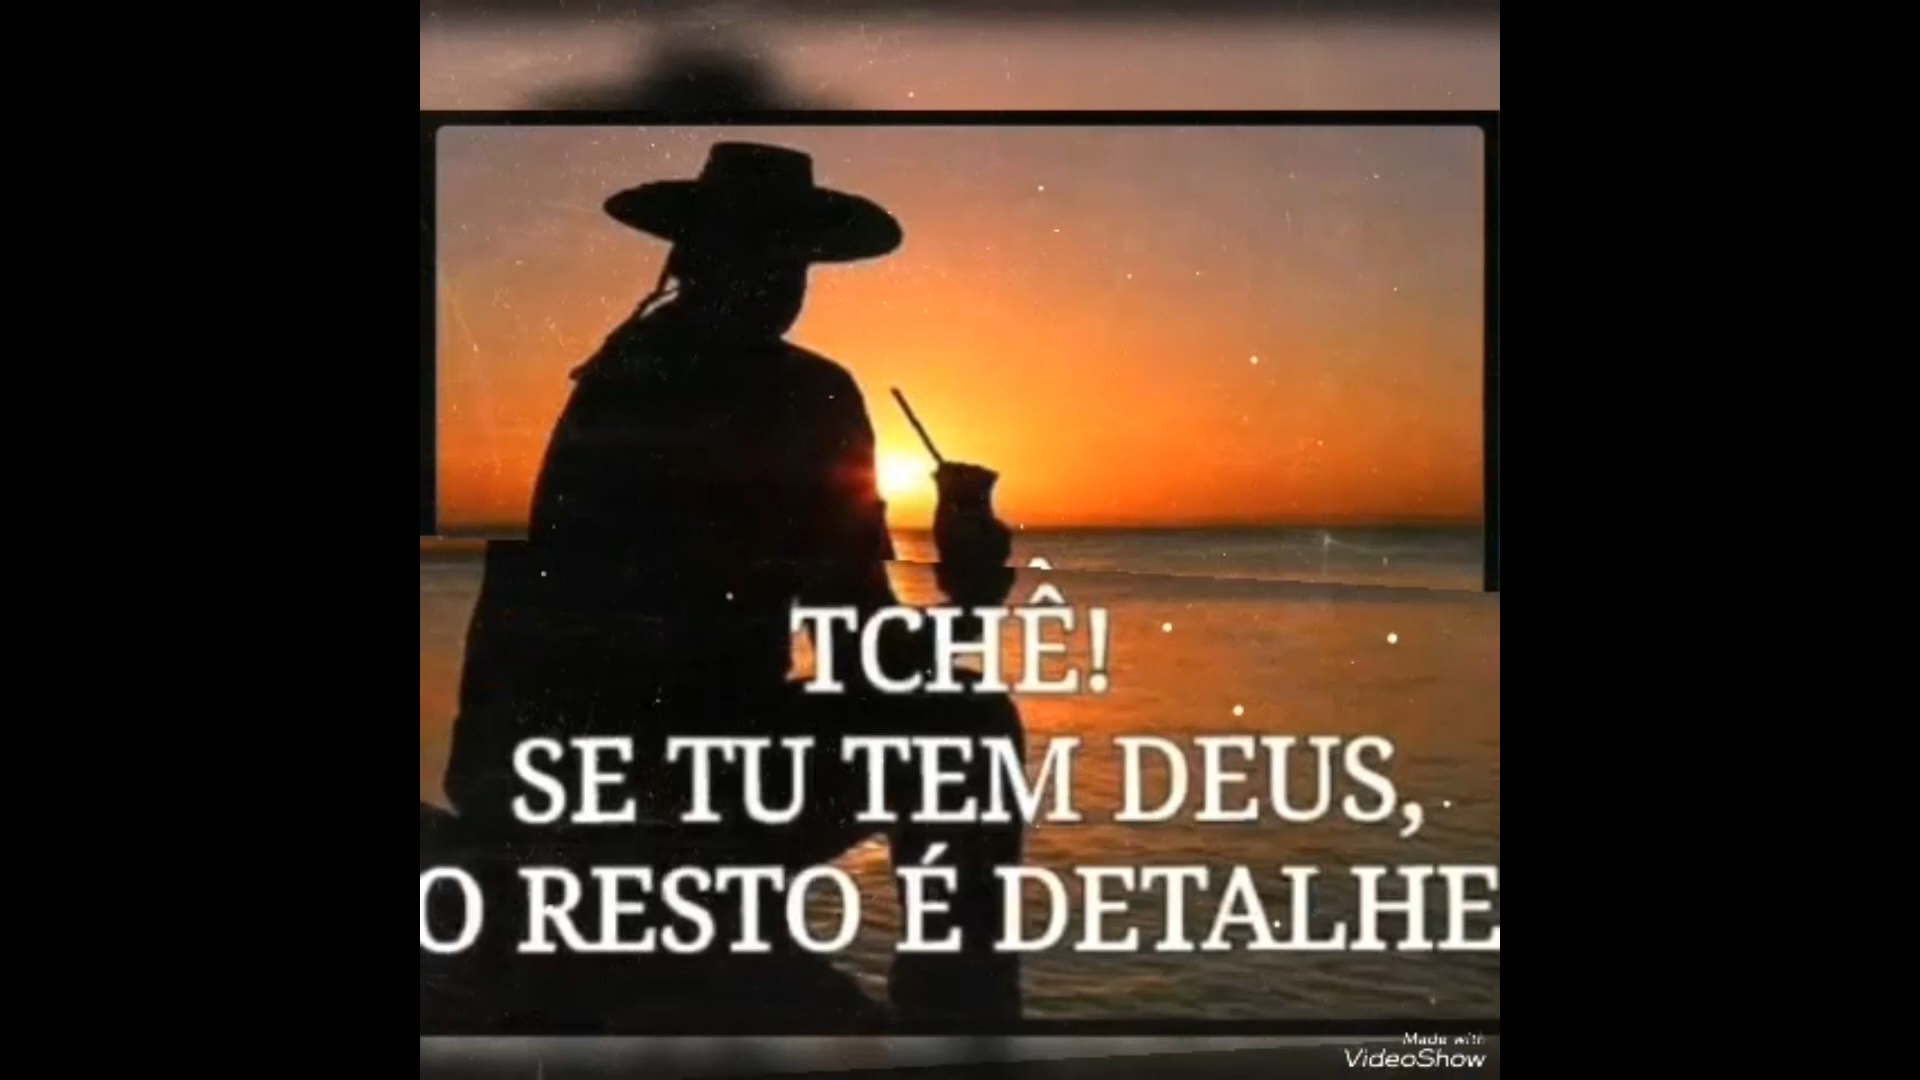 TCHÊ!
SE TU TEM DEUS,
O RESTO É DETALHE
Made with
VideoShow